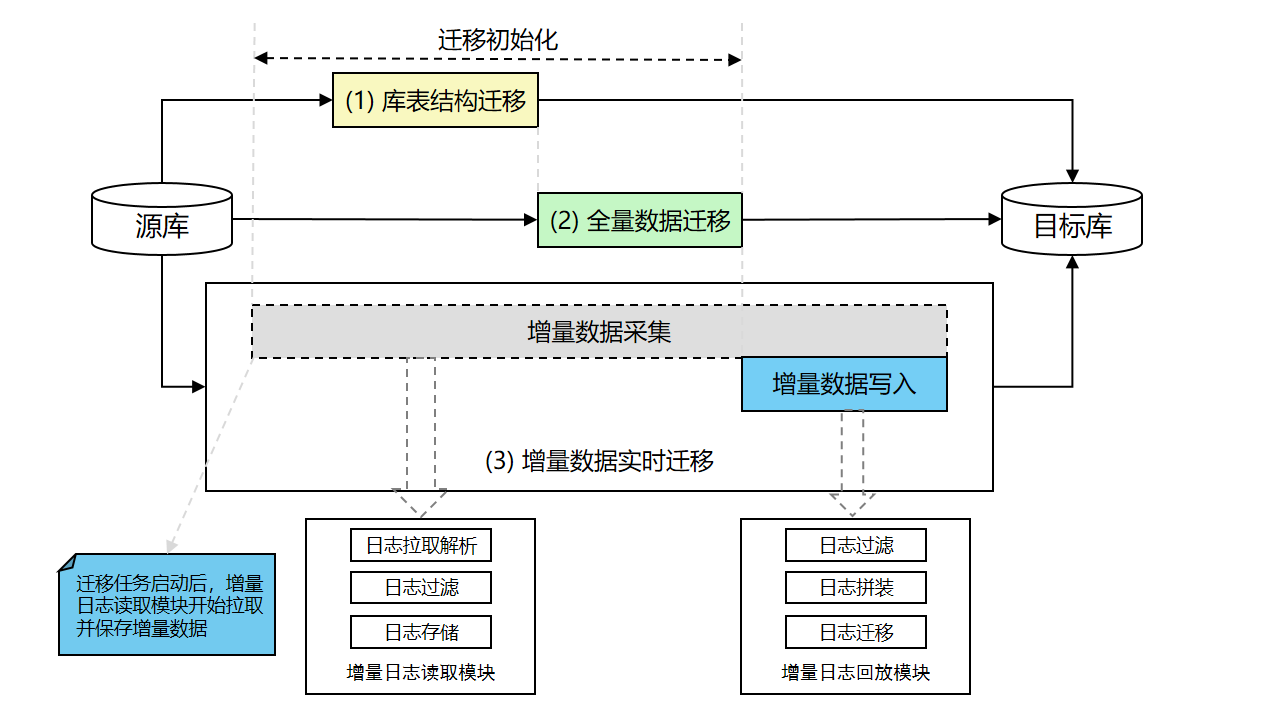 迁移初始化
(1) 库表结构迁移
源库
(2) 全量数据迁移
目标库
增量数据采集
增量数据写入
(3) 增量数据实时迁移
迁移任务启动后，增量
日志读取模块开始拉取
并保存增量数据
日志拉取解析
日志过滤
日志存储
增量日志读取模块
日志过滤
日志拼装
日志迁移
增量日志回放模块